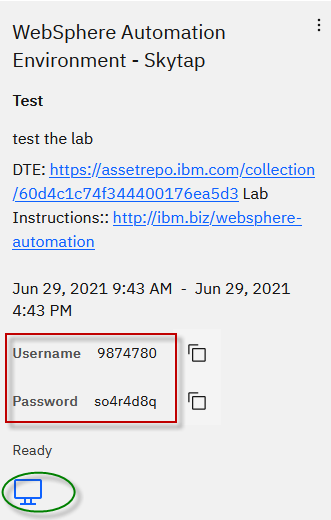 WebSphere Automation
Environment - Skytap
Test
test the lab
DTE: https://assetrepo.ibm.com/collection
/60d4c1c74f344400176ea5d3 Lab
Instructions:: http://ibm.biz/websphere-
automation
Jun 29, 2021 9:43 AM - Jun 29, 2021
4:43 PM
Username 9874780
Password so4r4d8q
Ready